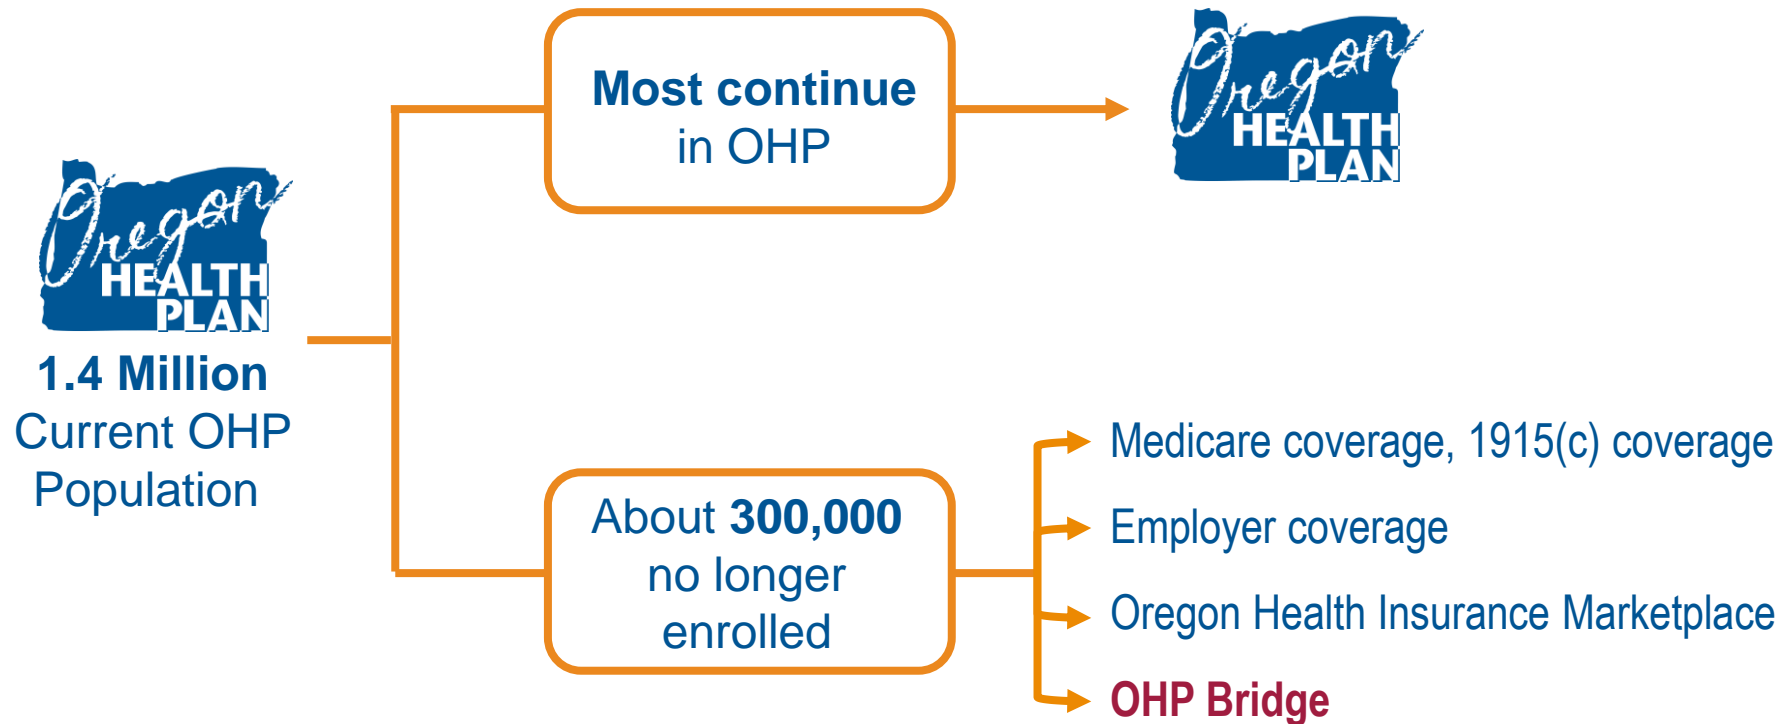 Oregon
HEALTH
PLAN
1.4 Million
Current OHP
Population
Most continue
in OHP
Oregon
HEALTH
PLAN
About 300,000
no longer
enrolled
Medicare coverage, 1915(c) coverage
Employer coverage
Oregon Health Insurance Marketplace
OHP Bridge